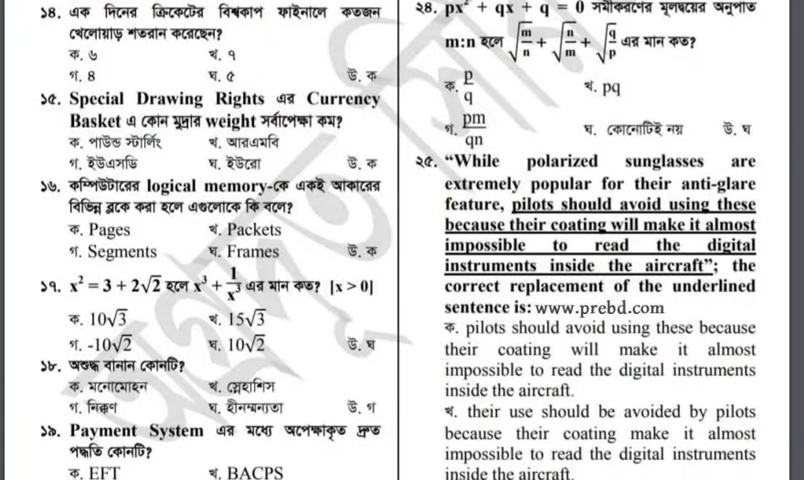 ১৪. এক দিনের ক্রিকেটের বিশ্বকাপ ফাইনালে কতজন
খেলোয়াড় শতরান করেছেন?
ক. ৬ খ. ৭
গ. 8 ঘ. ৫ উ. ক
১৫. Special Drawing Rights এর Currency
Basket এ কোন মুদ্রার weight সর্বাপেক্ষা কম?
ক. পাউন্ড স্টার্লিং খ. আরএমবি
গ. ইউএসডি ঘ. ইউরো উ. ক
১৬. কম্পিউটারের logical memory-কে একই আকারের
বিভিন্ন ব্লকে করা হলে এগুলোকে কি বলে?
ক. Pages খ. Packets
গ. Segments ঘ. Frames উ. ক
১৭. x² = 3 + 2√2 হলে x³ + 1/x³ এর মান কত? [x > 0]
ক. 10√3 খ. 15√3
গ. -10√2 ঘ. 10√2 উ. ঘ
১৮. অশুদ্ধ বানান কোনটি?
ক. মনোমোহন খ. স্নেহাশিস
গ. নিক্কণ ঘ. হীনম্মন্যতা উ. গ
১৯. Payment System এর মধ্যে অপেক্ষাকৃত দ্রুত
পদ্ধতি কোনটি?
ক. EFT খ. BACPS
২৪. px² + qx + q = 0 সমীকরণের মূলদ্বয়ের অনুপাত
m:n হলে √(m/n) + √(n/m) + √(q/p) এর মান কত?
ক. p/q খ. pq
গ. pm/qn ঘ. কোনোটিই নয় উ. ঘ
২৫. “While polarized sunglasses are
extremely popular for their anti-glare
feature, pilots should avoid using these
because their coating will make it almost
impossible to read the digital
instruments inside the aircraft”; the
correct replacement of the underlined
sentence is: www.prebd.com
ক. pilots should avoid using these because
their coating will make it almost
impossible to read the digital instruments
inside the aircraft.
খ. their use should be avoided by pilots
because their coating make it almost
impossible to read the digital instruments
inside the aircraft.